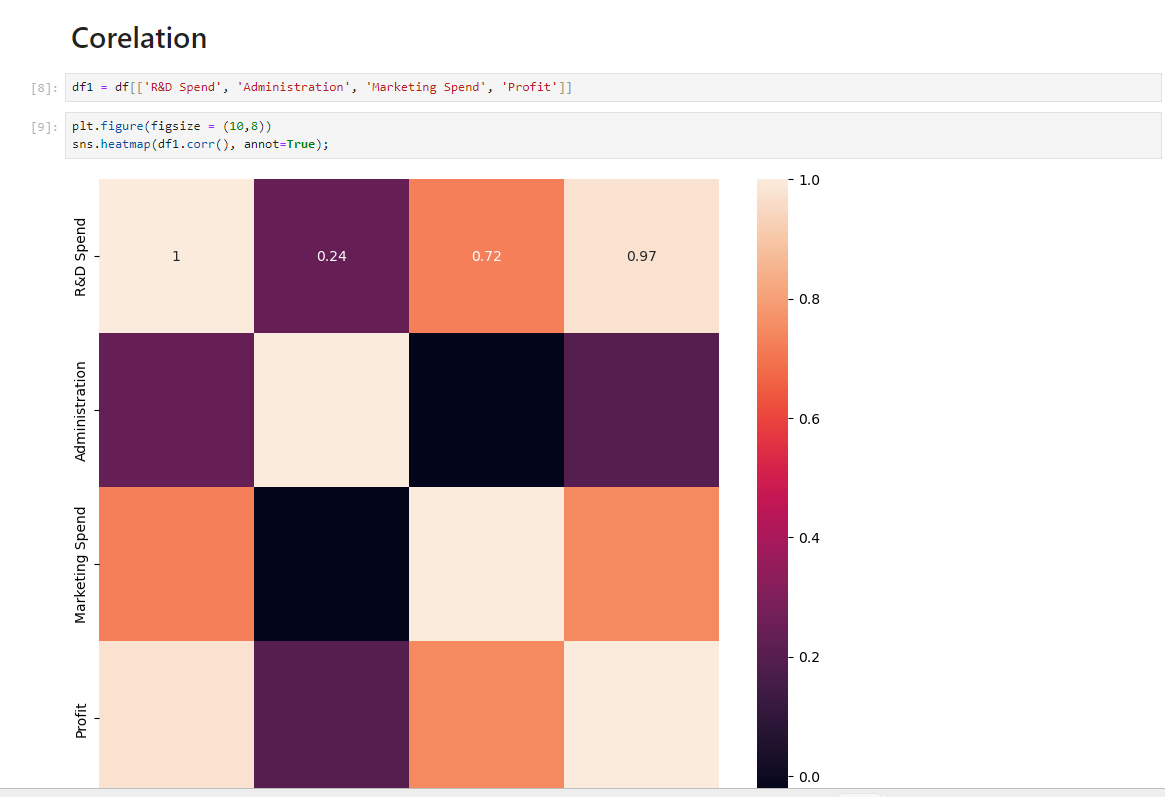 Corelation
[8]: df1 = df[['R&D Spend', 'Administration', 'Marketing Spend', 'Profit']]
[9]: plt.figure(figsize = (10,8))
sns.heatmap(df1.corr(), annot=True);
R&D Spend
1 0.24 0.72 0.97
Administration
Marketing Spend
Profit
1.0
0.8
0.6
0.4
0.2
0.0